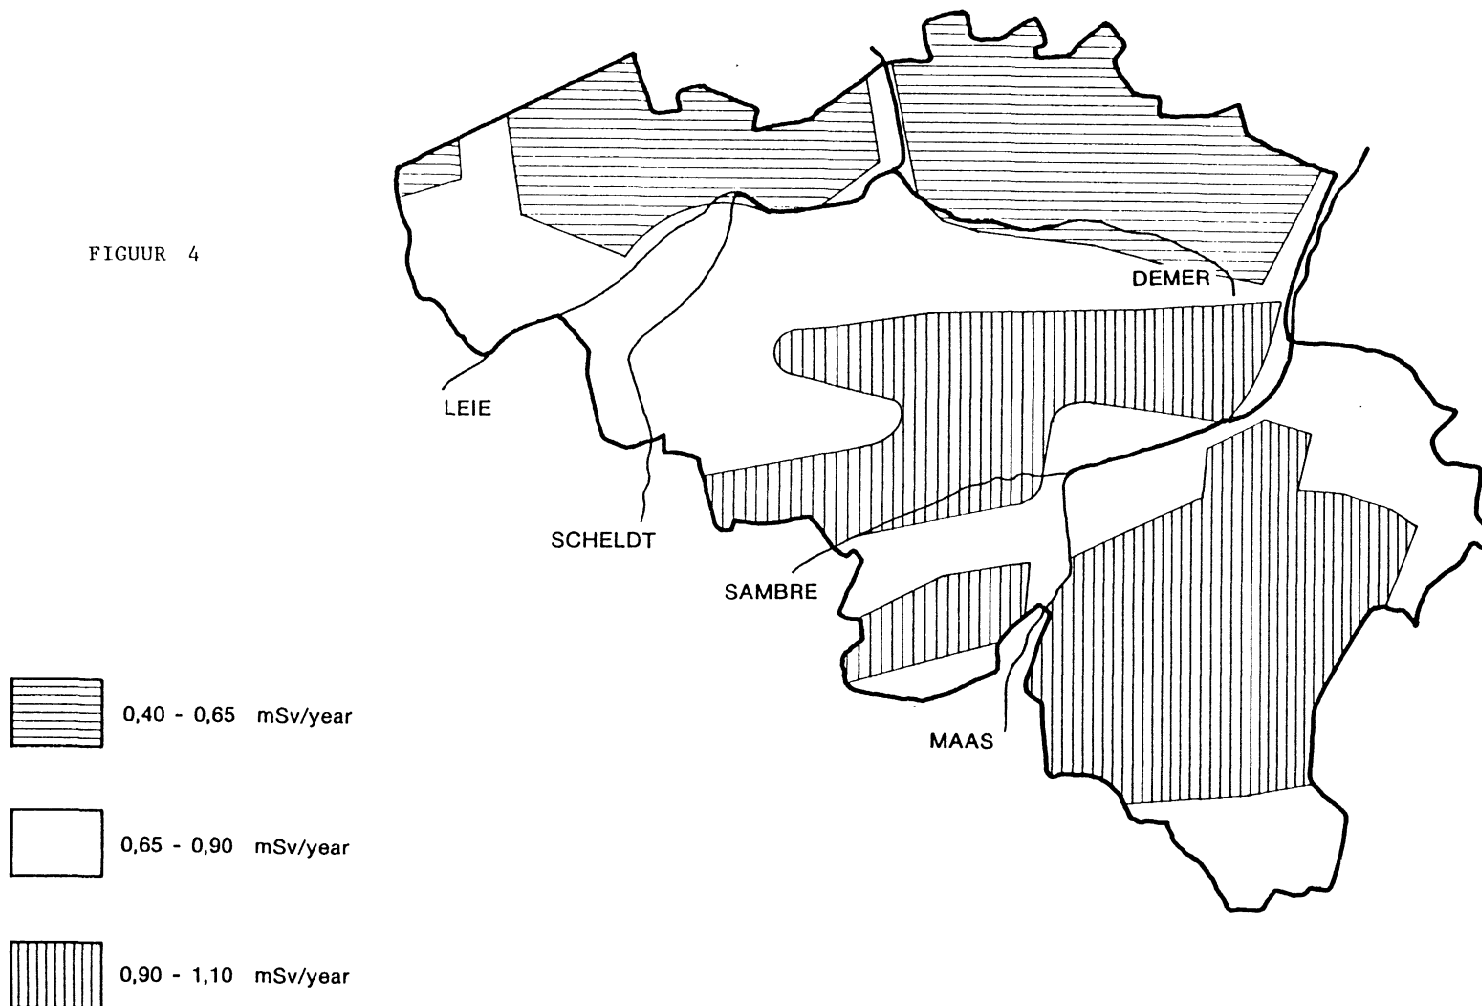 FIGUUR 4
DEMER
LEIE
SCHELDT
SAMBRE
MAAS
0,40 - 0,65 mSv/year
0,65 - 0,90 mSv/year
0,90 - 1,10 mSv/year